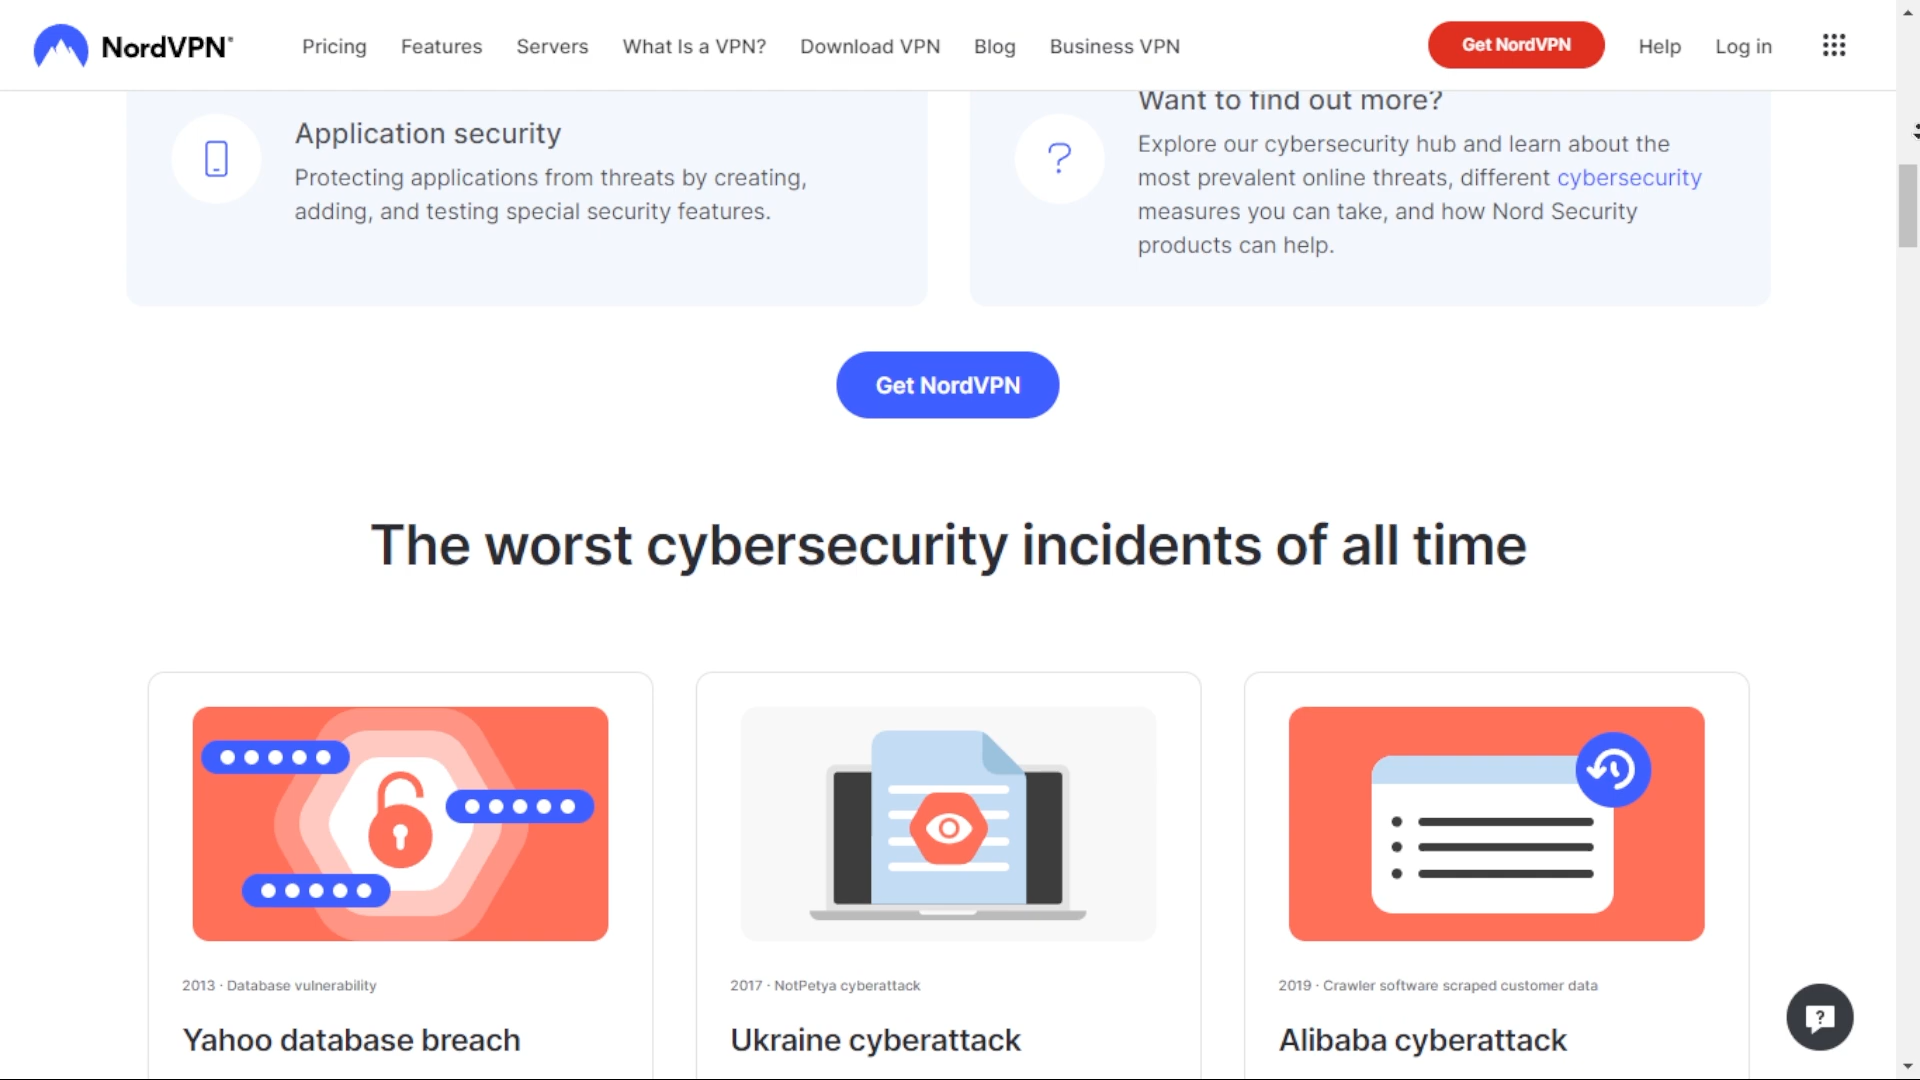 NordVPN®
Pricing
Features
Servers
What Is a VPN?
Download VPN
Blog
Business VPN
Get NordVPN
Help
Log in
Application security
Protecting applications from threats by creating,
adding, and testing special security features.
Want to find out more?
Explore our cybersecurity hub and learn about the
most prevalent online threats, different cybersecurity
measures you can take, and how Nord Security
products can help.
Get NordVPN
The worst cybersecurity incidents of all time
2013 · Database vulnerability
Yahoo database breach
2017 · NotPetya cyberattack
Ukraine cyberattack
2019 · Crawler software scraped customer data
Alibaba cyberattack